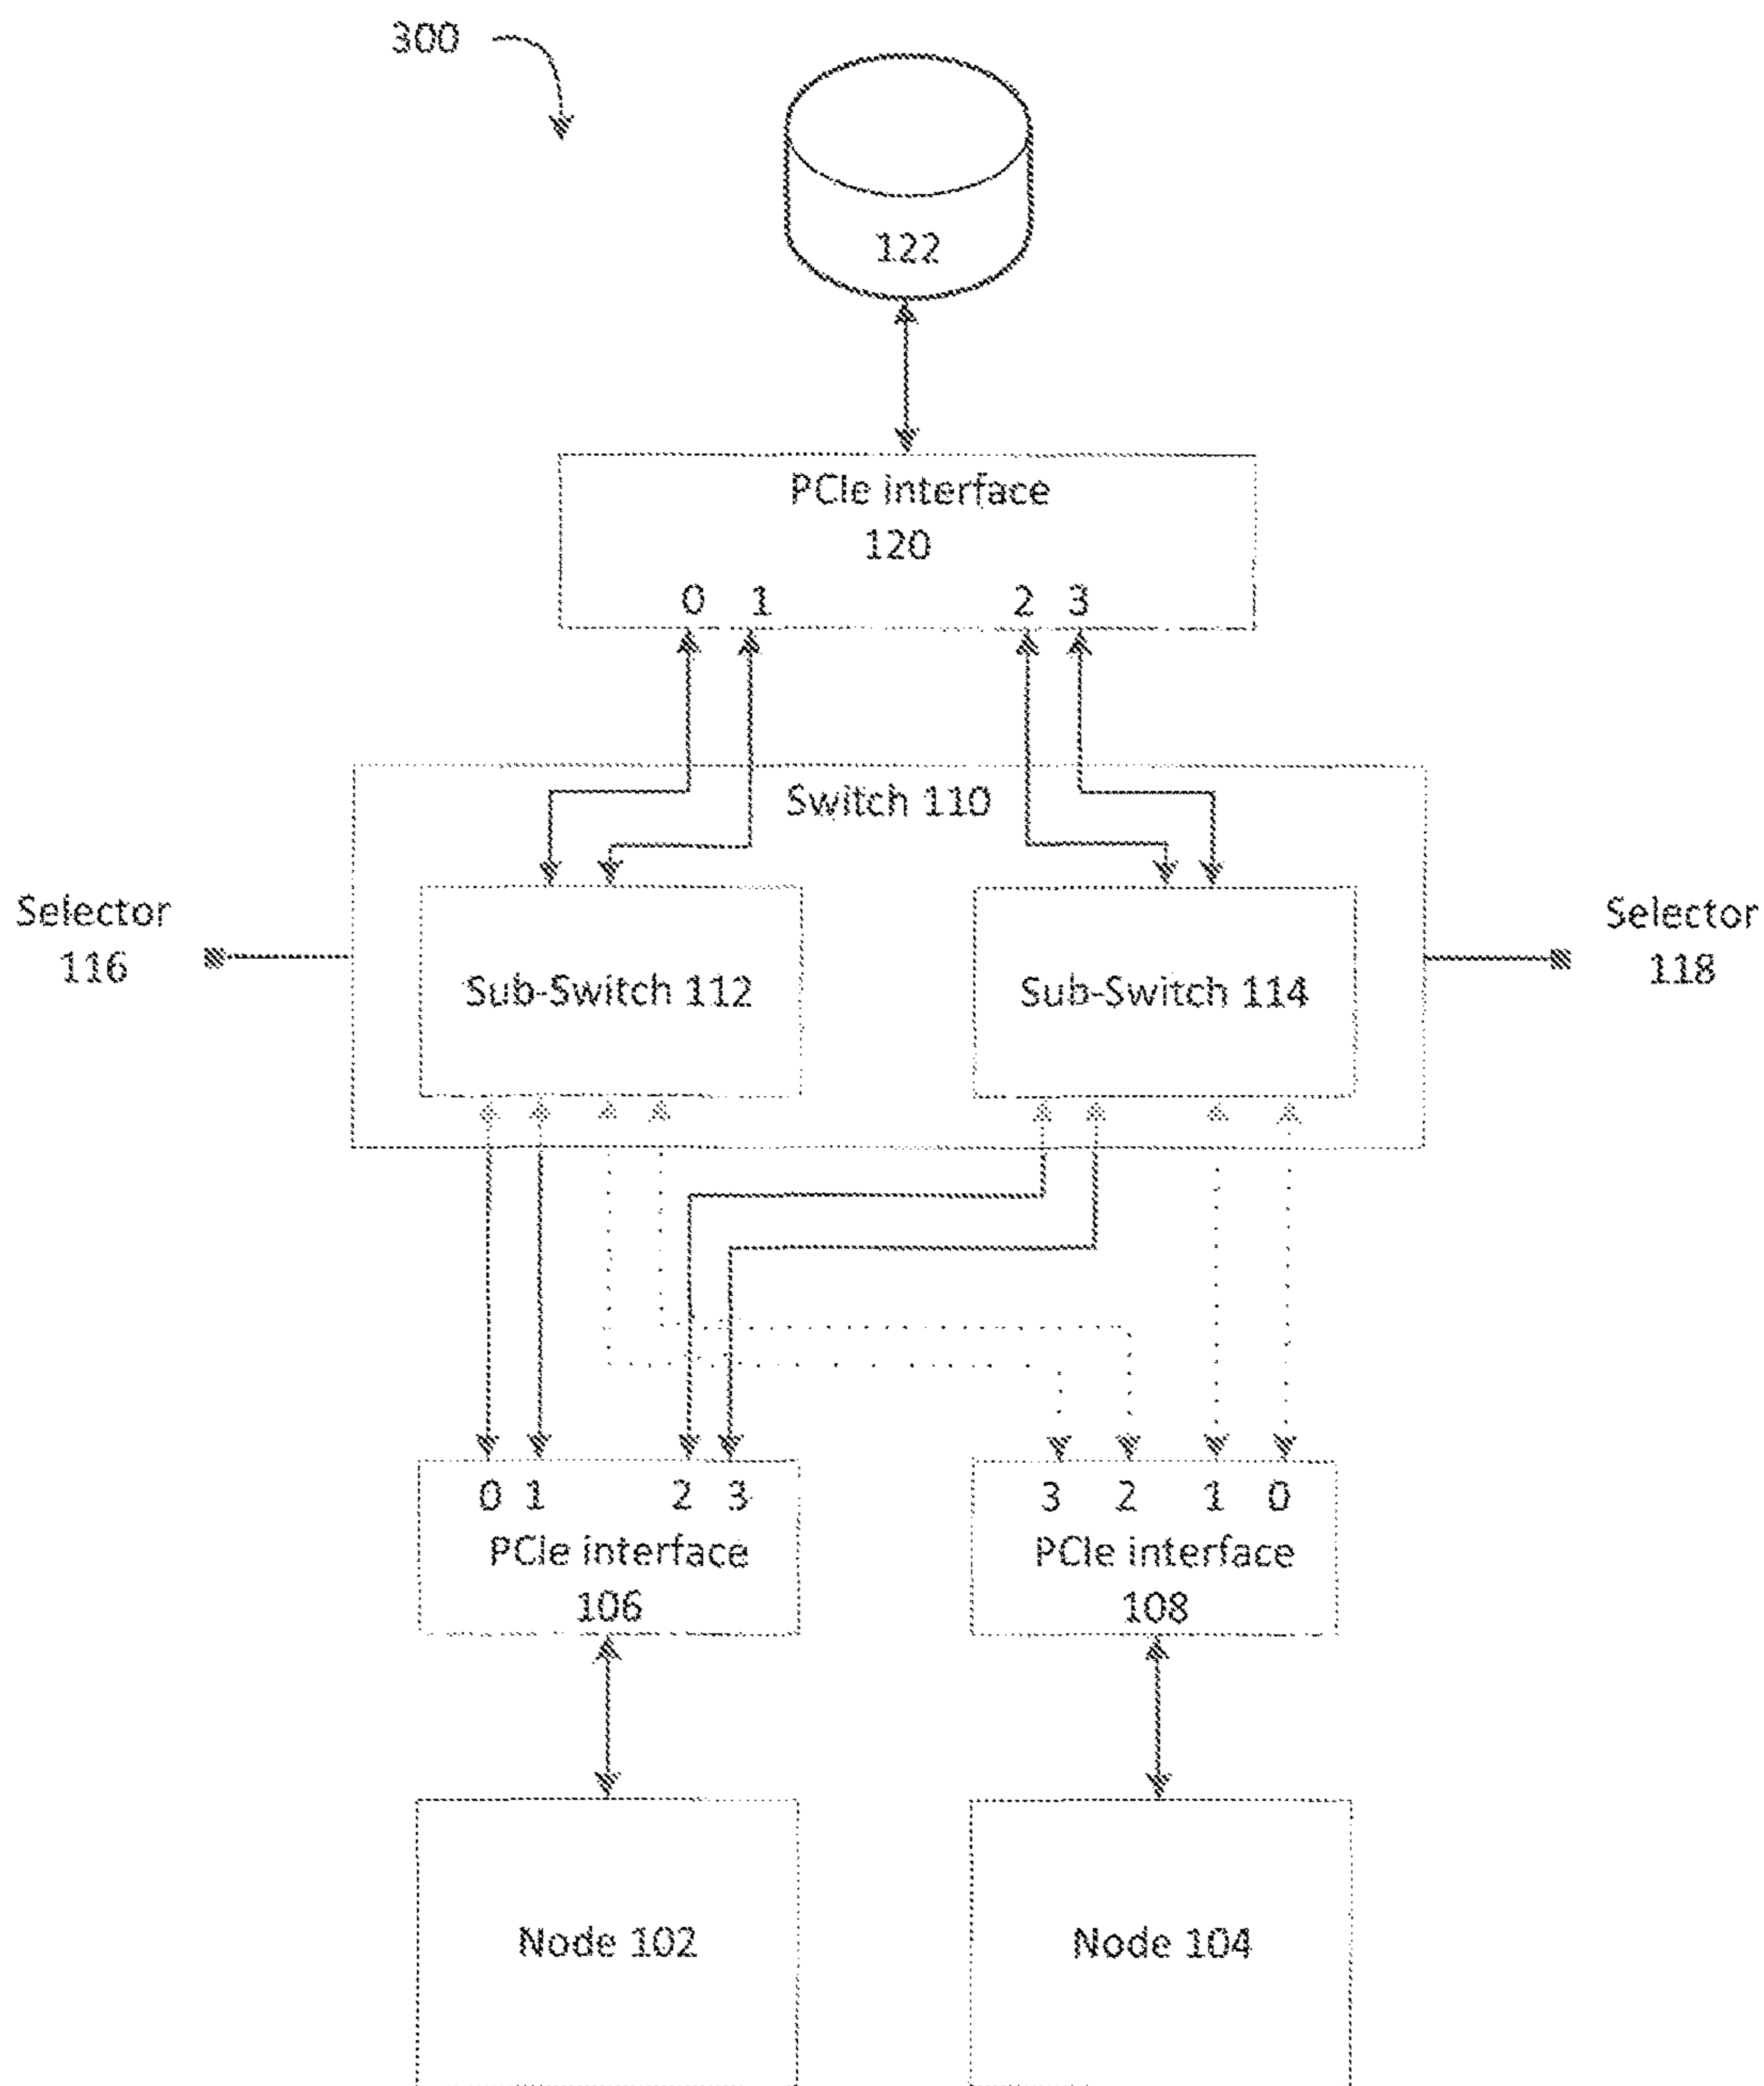 300
122
PCIe interface
120
0 1 2 3
Switch 110
Selector
116
Selector
118
Sub-Switch 112
Sub-Switch 114
0 1 2 3
PCIe interface
106
3 2 1 0
PCIe interface
108
Node 102
Node 104